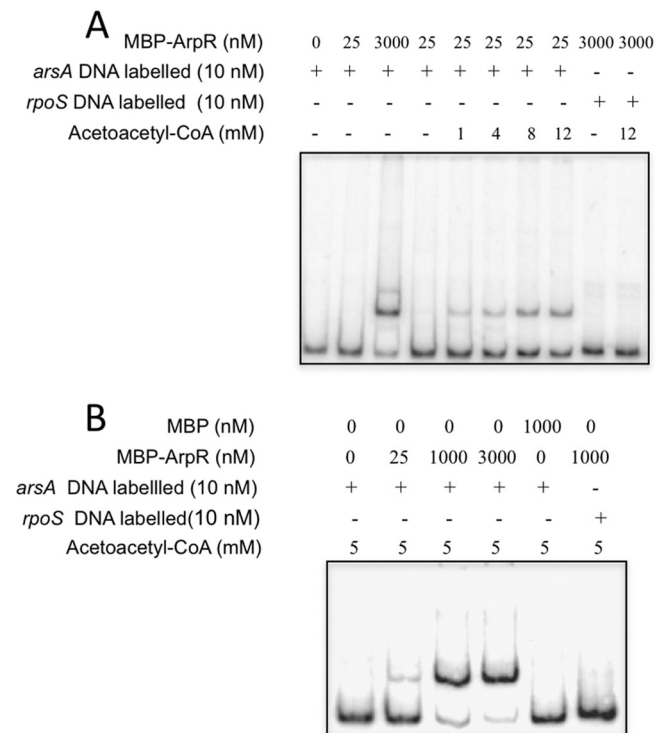 A
MBP-ArpR (nM) 0 25 3000 25 25 25 25 25 3000 3000
arsA DNA labelled (10 nM) + + + + + + + + - -
rpoS DNA labelled (10 nM) - - - - - - - - + +
Acetoacetyl-CoA (mM) - - - - 1 4 8 12 - 12
B
MBP (nM) 0 0 0 0 1000 0
MBP-ArpR (nM) 0 25 1000 3000 0 1000
arsA DNA labellled (10 nM) + + + + + -
rpoS DNA labelled(10 nM) - - - - - +
Acetoacetyl-CoA (mM) 5 5 5 5 5 5